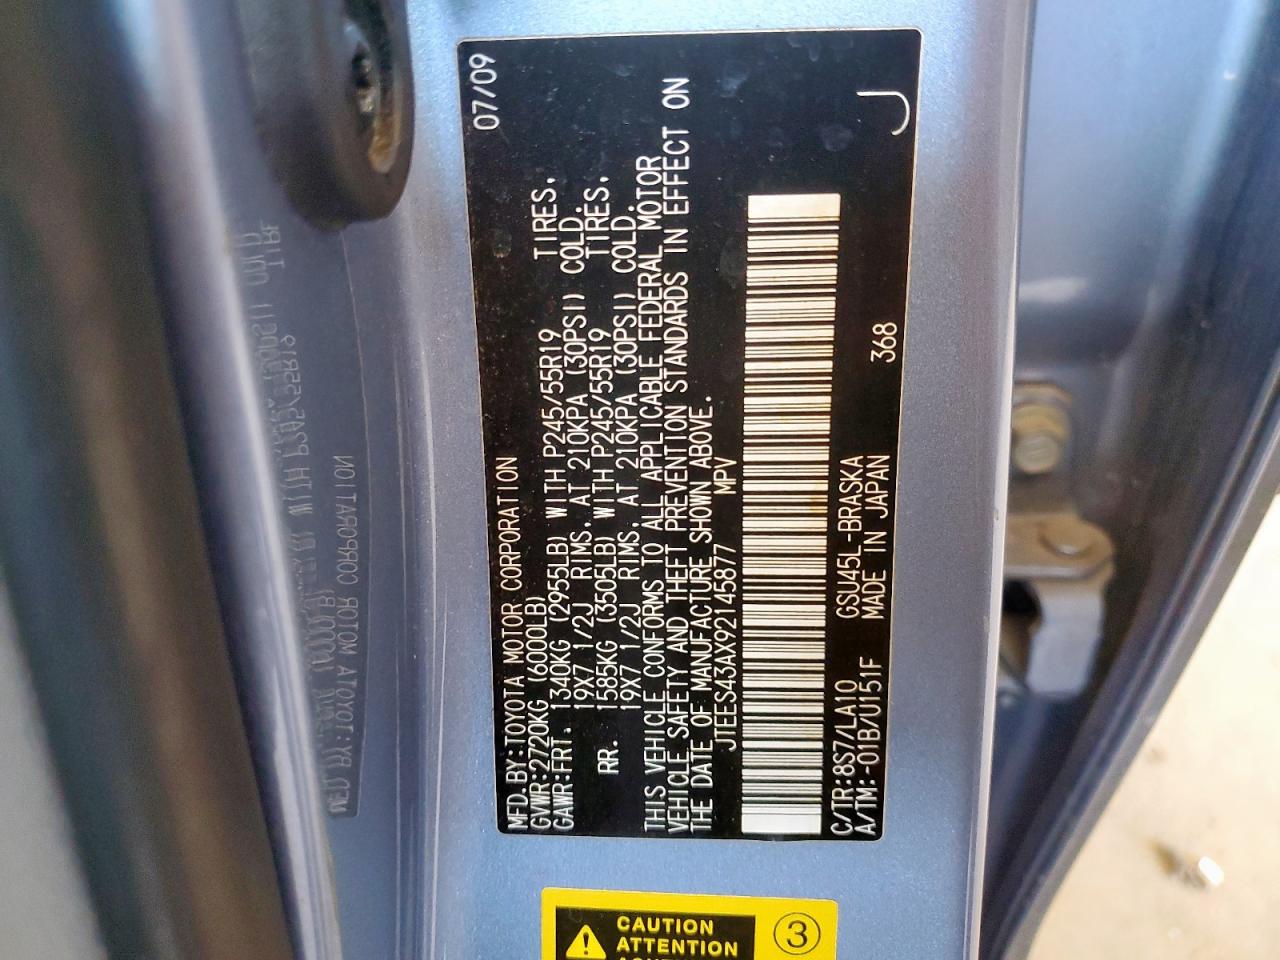 MFD.BY:TOYOTA MOTOR CORPORATION 07/09
GVWR:2720KG (6000LB)
GAWR:FRT. 1340KG (2955LB) WITH P245/55R19 TIRES.
19X7 1/2J RIMS. AT 210KPA (30PSI) COLD.
RR. 1585KG (3505LB) WITH P245/55R19 TIRES.
19X7 1/2J RIMS. AT 210KPA (30PSI) COLD.
THIS VEHICLE CONFORMS TO ALL APPLICABLE FEDERAL MOTOR
VEHICLE SAFETY AND THEFT PREVENTION STANDARDS IN EFFECT ON
THE DATE OF MANUFACTURE SHOWN ABOVE.
JTEES43AX92145877 MPV
C/TR:8S7/LA10 GSU45L-BRASKA 368 J
A/TM:-01B/U151F MADE IN JAPAN
CAUTION
ATTENTION
3